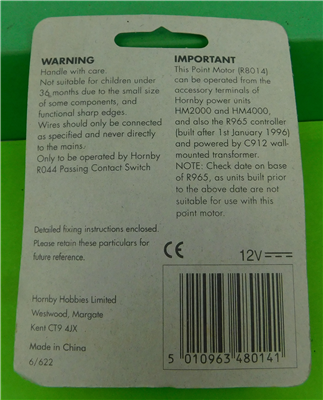 WARNING
Handle with care.
Not suitable for children under
36 months due to the small size
of some components, and
functional sharp edges.
Wires should only be connected
as specified and never directly
to the mains.
Only to be operated by Hornby
R044 Passing Contact Switch
IMPORTANT
This Point Motor (R8014) can
be operated from the
accessory terminals of
Hornby power units
HM2000 and HM4000,
and also the R965 controller
(built after 1st January 1996)
and powered by C912 wall-
mounted transformer.
NOTE: Check date on base
of R965, as units built prior
to the above date are not
suitable for use with this
point motor.
Detailed fixing instructions enclosed.
Please retain these particulars for
future reference.
CE
12V
Hornby Hobbies Limited
Westwood, Margate
Kent CT9 4JX
Made in China
6/622
5 010963 480141